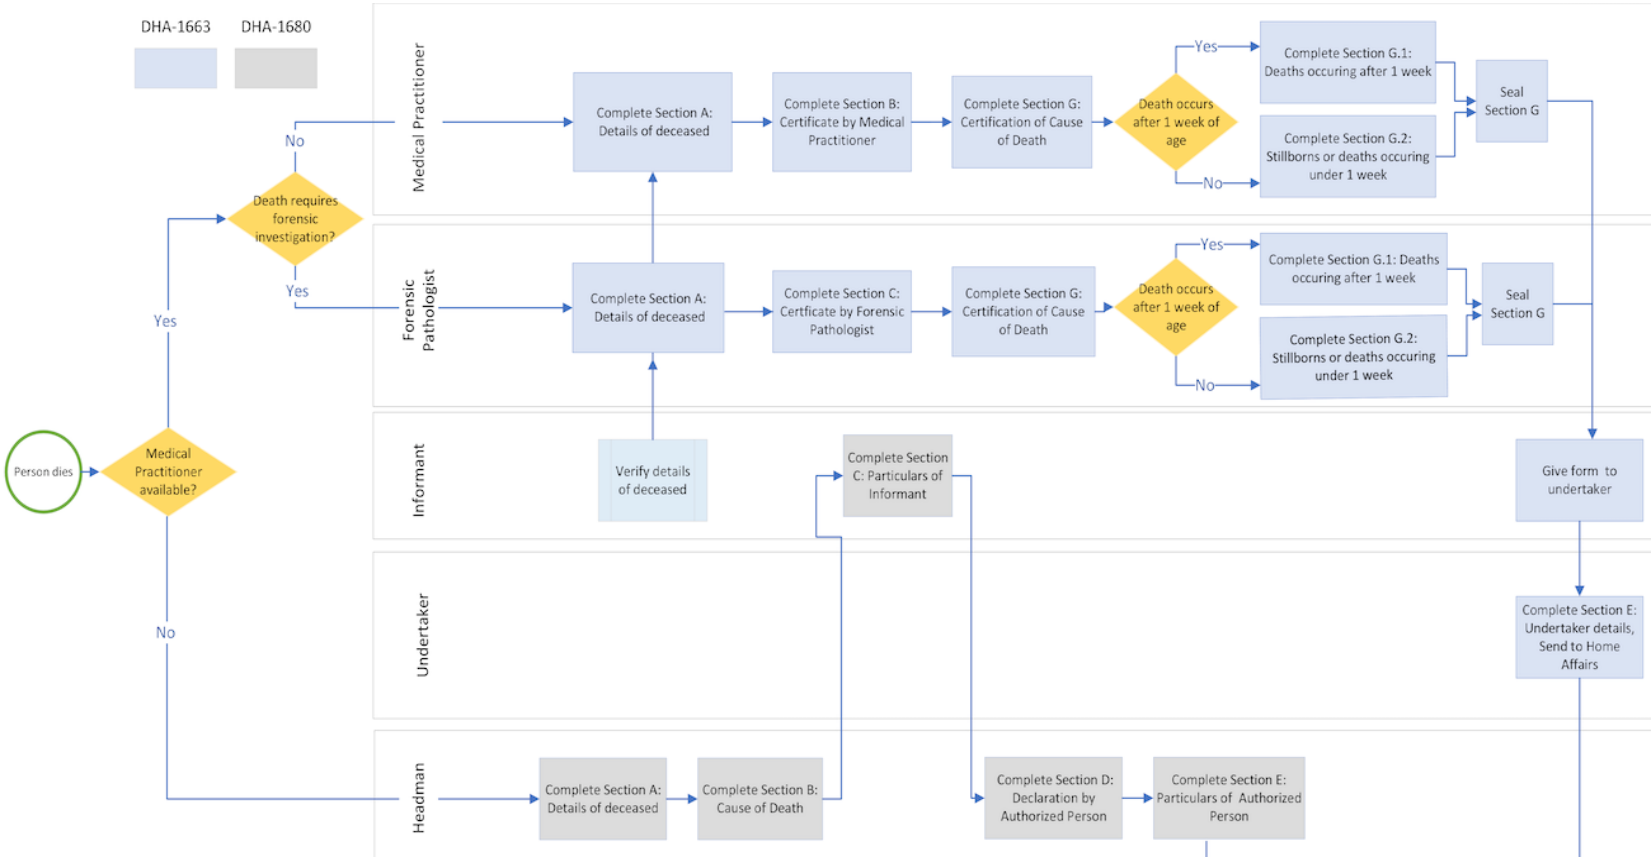 DHA-1663
DHA-1680
Medical Practitioner
No
Death requires
forensic
investigation?
Yes
Yes
Person dies
Medical
Practitioner
available?
No
Complete Section A:
Details of deceased
Complete Section B:
Certificate by Medical
Practitioner
Complete Section G:
Certification of Cause
of Death
Death occurs
after 1 week of
age
Yes
No
Complete Section G.1:
Deaths occuring after 1 week
Complete Section G.2:
Stillborns or deaths occuring
under 1 week
Seal
Section G
Forensic
Pathologist
Complete Section A:
Details of deceased
Complete Section C:
Certfiicate by Forensic
Pathologist
Complete Section G:
Certification of Cause
of Death
Death occurs
after 1 week of
age
Yes
No
Complete Section G.1: Deaths
occuring after 1 week
Complete Section G.2:
Stillborns or deaths occuring
under 1 week
Seal
Section G
Informant
Verify details
of deceased
Complete Section
C: Particulars of
Informant
Give form to
undertaker
Undertaker
Complete Section E:
Undertaker details,
Send to Home
Affairs
Headman
Complete Section A:
Details of deceased
Complete Section B:
Cause of Death
Complete Section D:
Declaration by
Authorized Person
Complete Section E:
Particulars of Authorized
Person